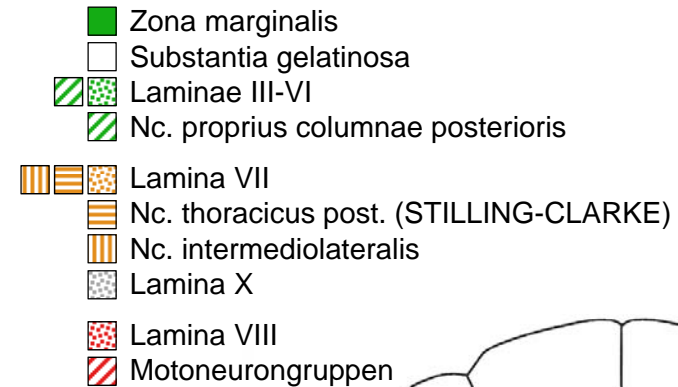 Zona marginalis
Substantia gelatinosa
Laminae III-VI
Nc. proprius columnae posterioris
Lamina VII
Nc. thoracicus post. (STILLING-CLARKE)
Nc. intermediolateralis
Lamina X
Lamina VIII
Motoneurongruppen